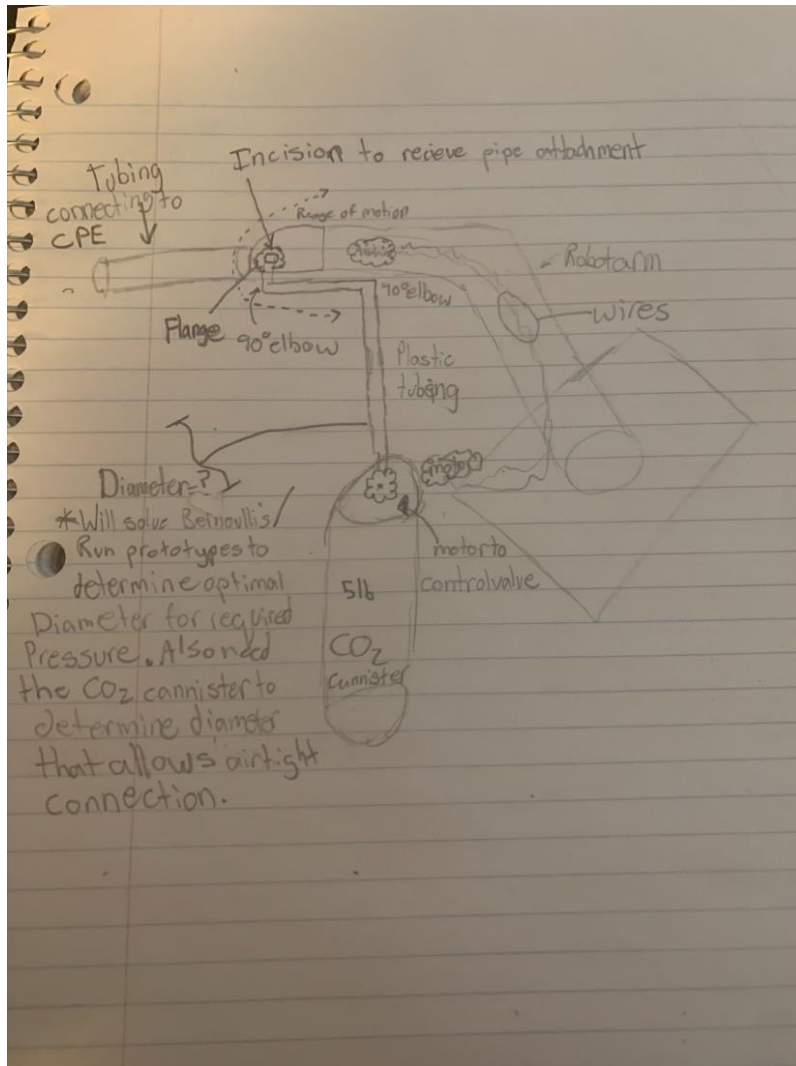 Incision to recieve pipe attachment
Tubing
connecting to
CPE
Range of motion
Robotarm
90° elbow
wires
Flange
90° elbow
Plastic
tubing
Diameter=?
*Will solve Bernoulli's/
Run prototypes to
determine optimal
Diameter for required
Pressure. Also need
the CO2 cannister to
determine diameter
that allows airtight
connection.
motor
motor to
control valve
5lb
CO2
Cannister